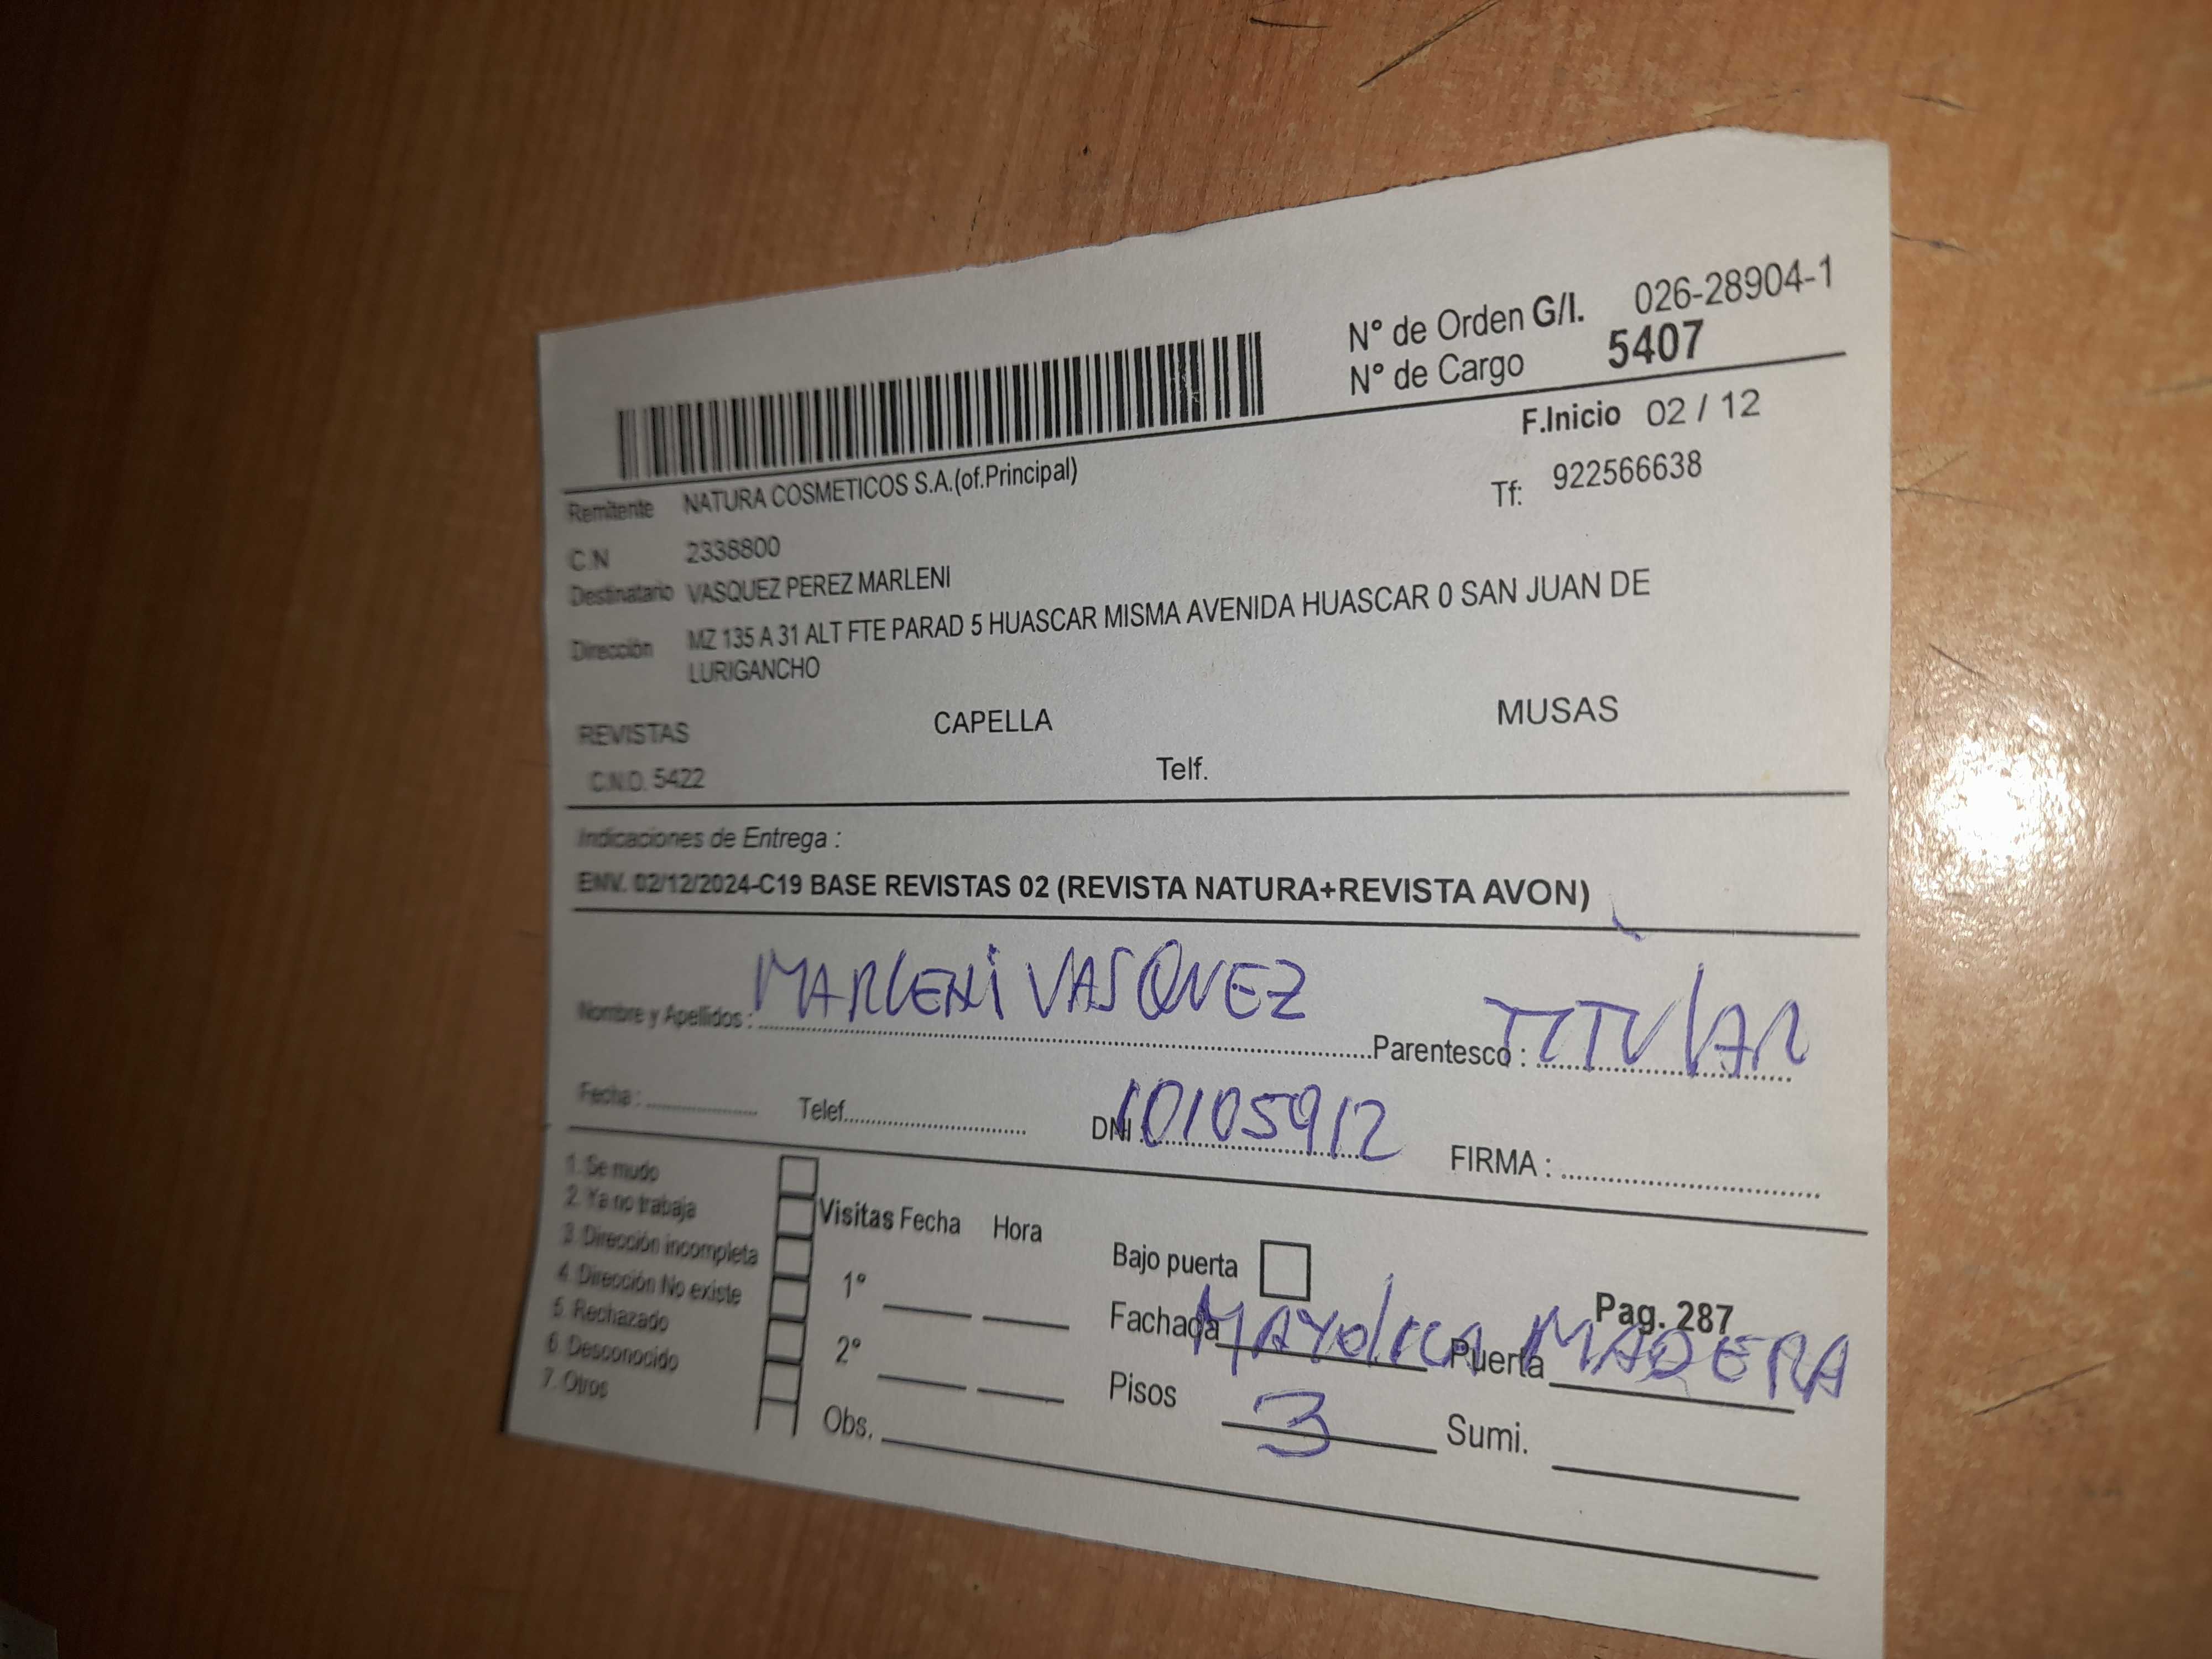 N° de Orden G/I. 026-28904-1
N° de Cargo 5407
F.Inicio 02 / 12
Remitente NATURA COSMETICOS S.A.(of.Principal)
Tf: 922566638
C.N 2338800
Destinatario VASQUEZ PEREZ MARLENI
Dirección MZ 135 A 31 ALT FTE PARAD 5 HUASCAR MISMA AVENIDA HUASCAR 0 SAN JUAN DE
LURIGANCHO
REVISTAS CAPELLA MUSAS
C.N.O. 5422 Telf.
Indicaciones de Entrega :
ENV. 02/12/2024-C19 BASE REVISTAS 02 (REVISTA NATURA+REVISTA AVON)
Nombre y Apellidos : MARLENI VASQUEZ Parentesco : TITULAR
Fecha : Telef. DNI : 10105912 FIRMA :
1. Se mudo
2. Ya no trabaja
3. Dirección incompleta
4. Dirección No existe
5. Rechazado
6. Desconocido
7. Otros
Visitas Fecha Hora
1°
2°
Obs.
Bajo puerta
Pag. 287
Fachada MAYOLICA Puerta MADERA
Pisos 3 Sumi.